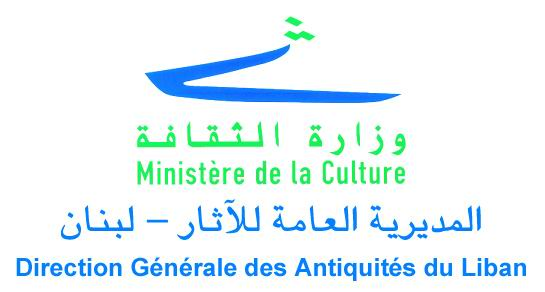 وزارة الثقافة
Ministère de la Culture
المديرية العامة للآثار – لبنان
Direction Générale des Antiquités du Liban